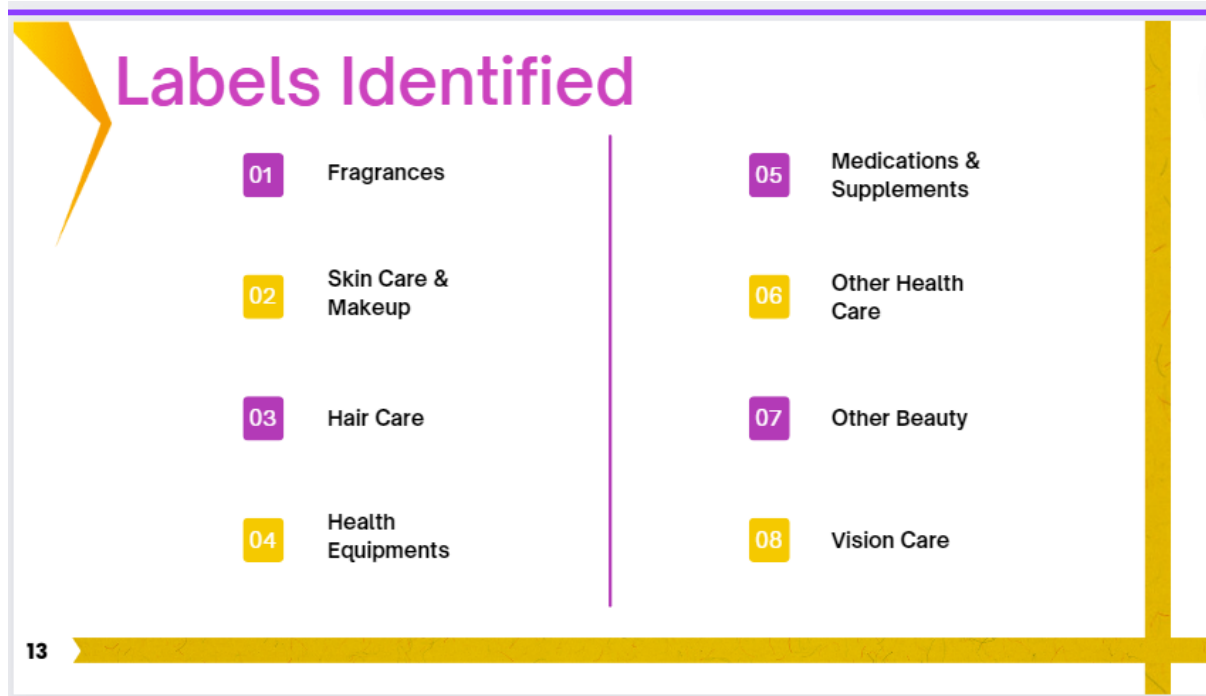 Labels Identified
01
Fragrances
02
Skin Care &
Makeup
03
Hair Care
04
Health
Equipments
05
Medications &
Supplements
06
Other Health
Care
07
Other Beauty
08
Vision Care
13